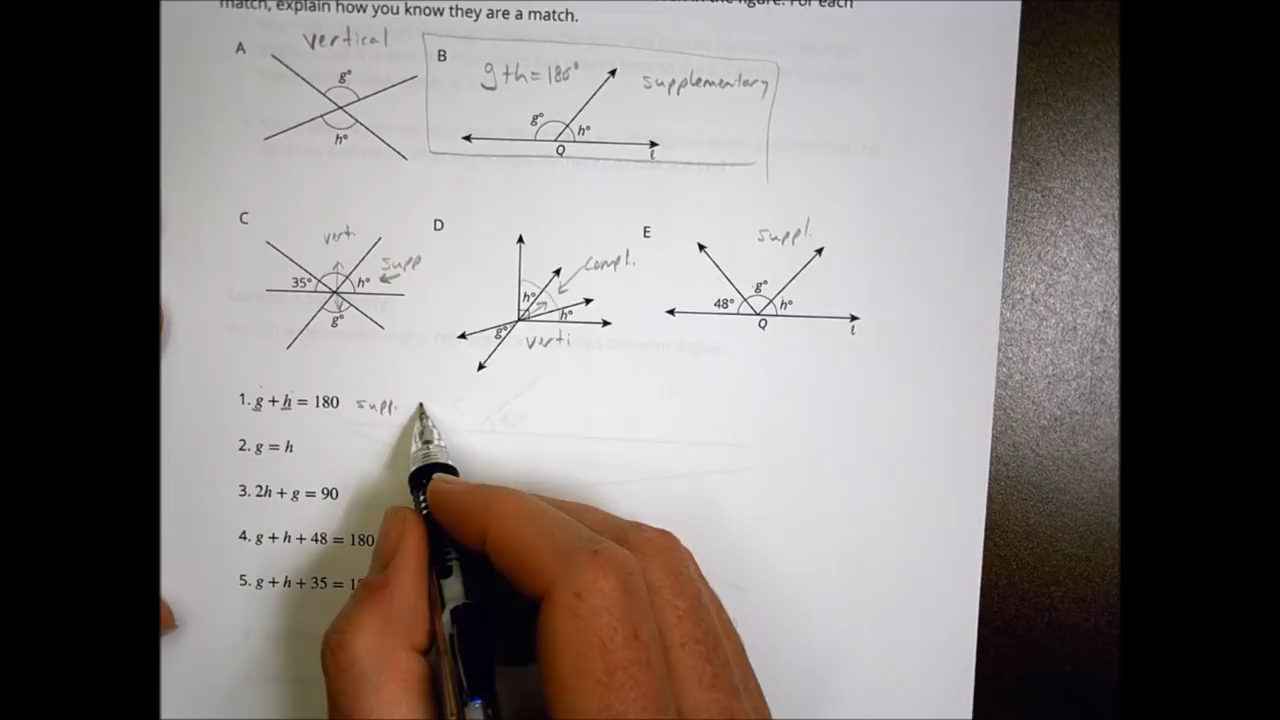 match, explain how you know they are a match.
A
vertical
g°
h°
B
g+h=180°
supplementary
g°
h°
Q
ℓ
C
verti
supp
35°
h°
g°
D
compl.
h°
h°
g°
verti
E
suppl.
g°
48°
h°
Q
ℓ
1. g + h = 180 suppl.
2. g = h
3. 2h + g = 90
4. g + h + 48 = 180
5. g + h + 35 =